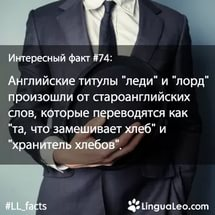 Интересный факт #74:
Английские титулы "леди" и "лорд"
произошли от староанглийских
слов, которые переводятся как
"та, что замешивает хлеб" и
"хранитель хлебов".
#LL_facts
LinguaLeo.com